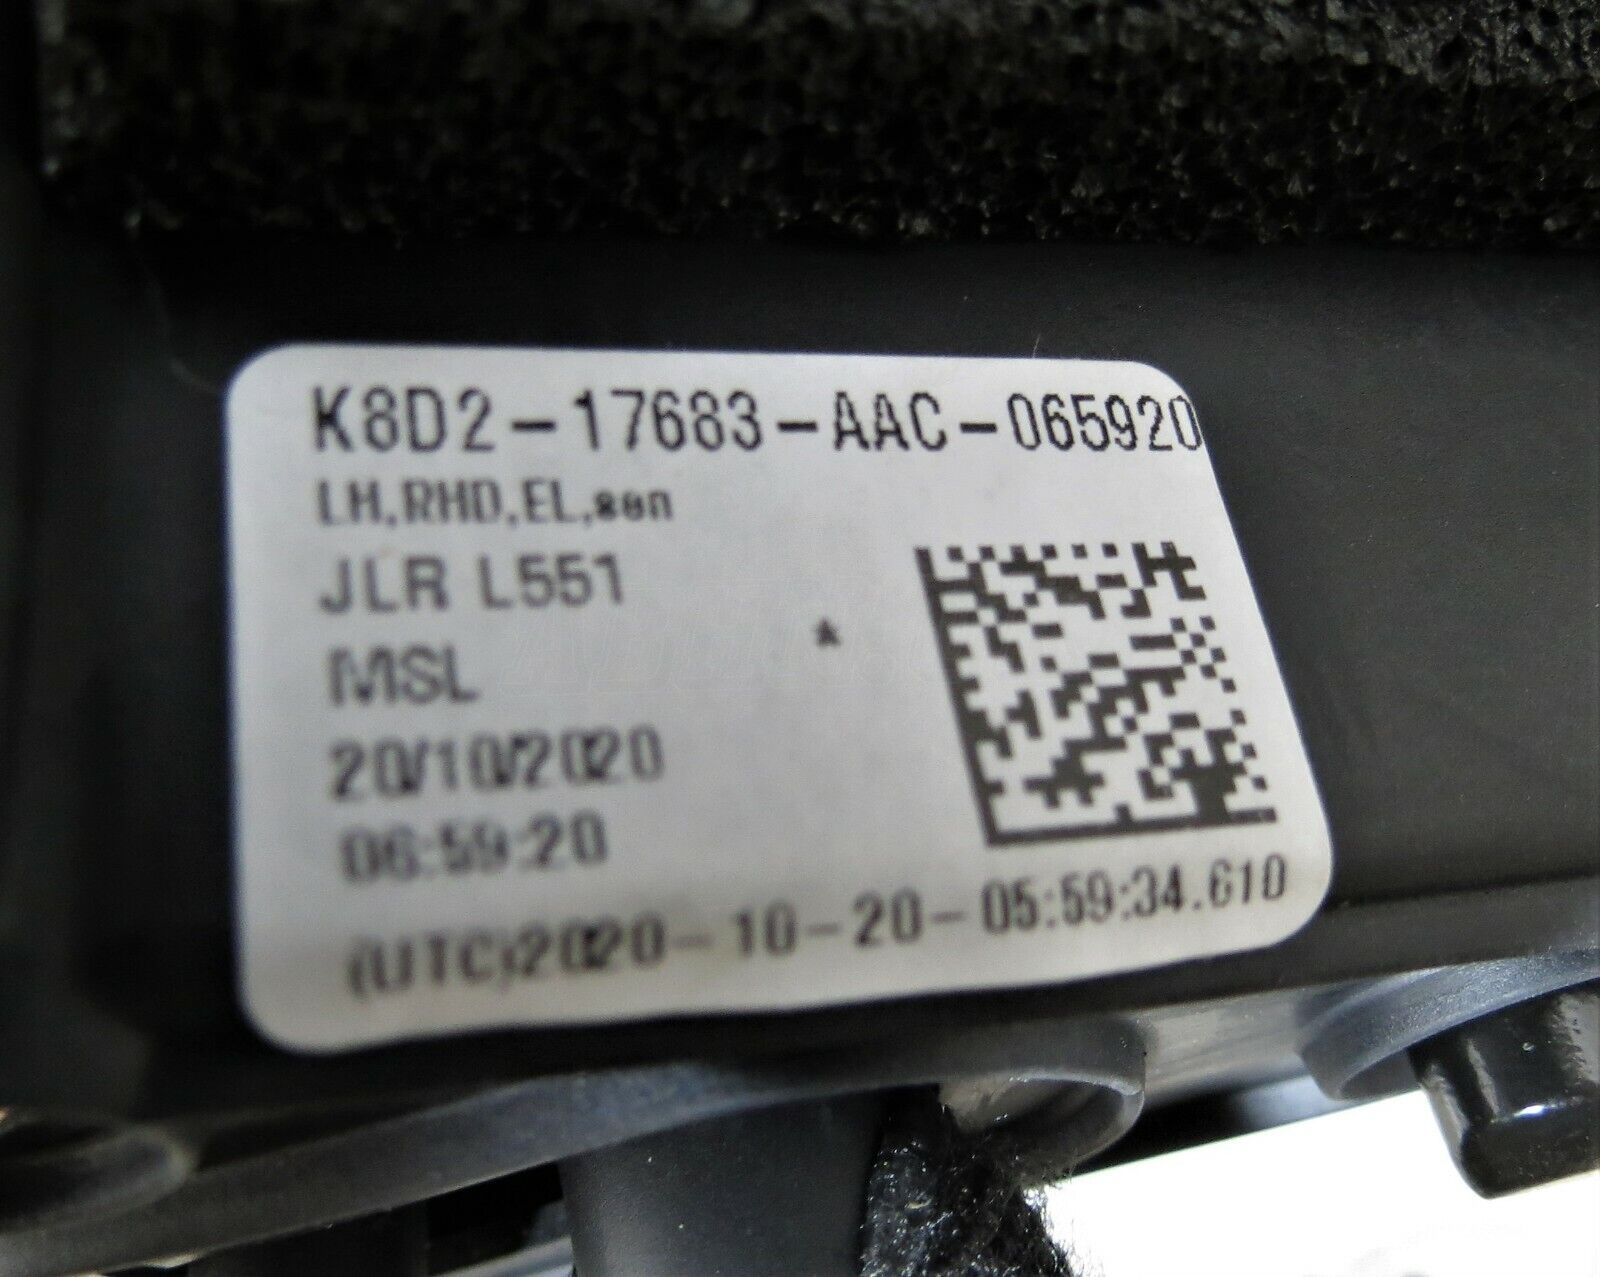 K8D2-17683-AAC-065920
LH,RHD,EL,sen
JLR L551
MSL
20/10/2020
06:59:20
(UTC)2020-10-20-05:59:34.610